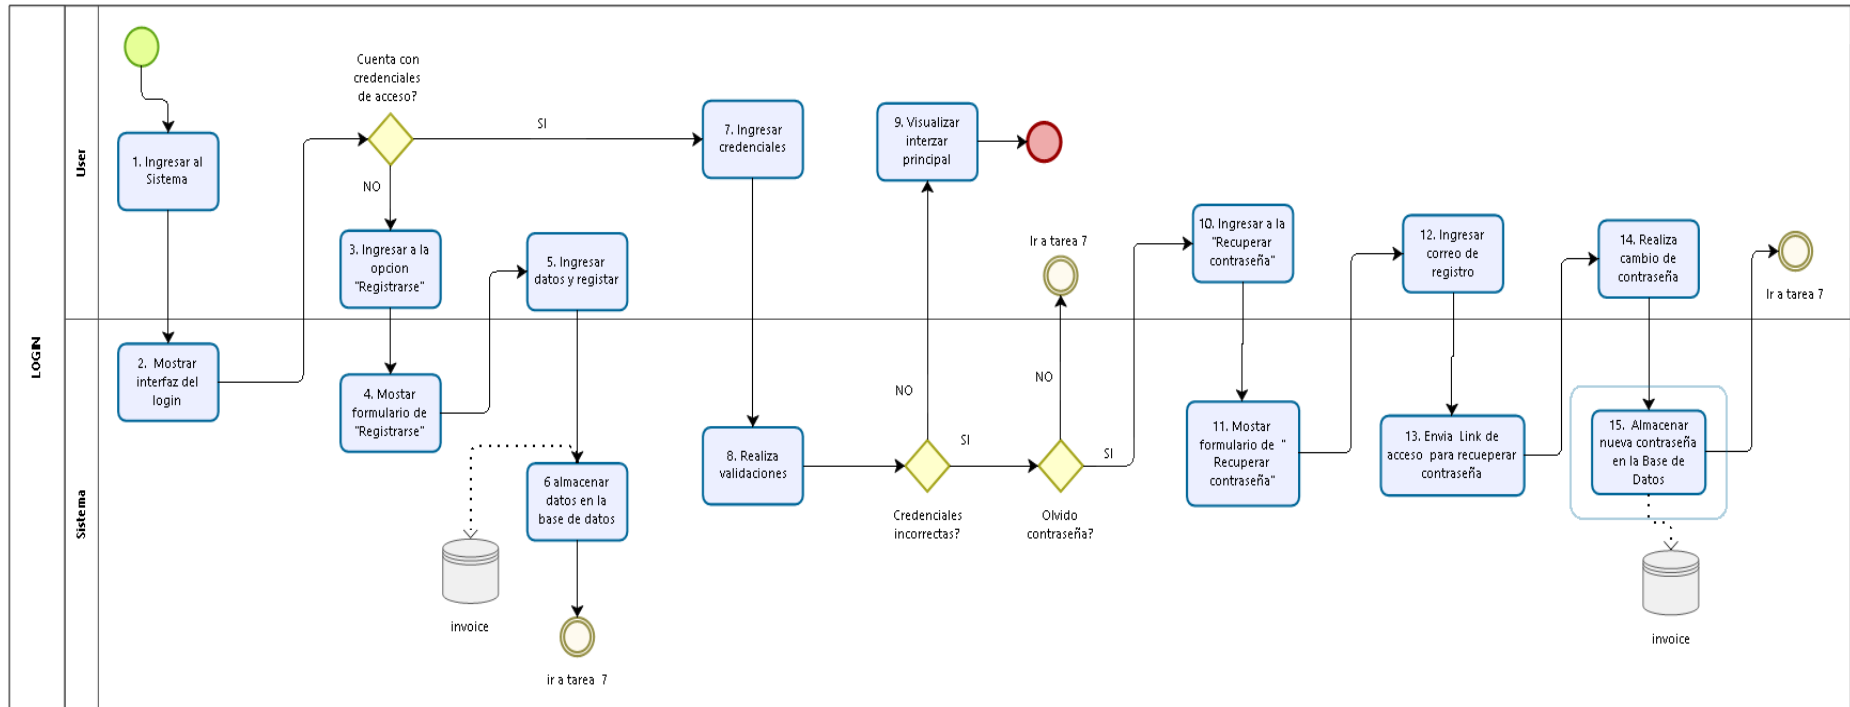 LOGIN
User
Sistema
1. Ingresar al
Sistema
2.  Mostrar
interfaz del
login
Cuenta con
credenciales
de acceso?
SI
NO
3. Ingresar a la
opcion
"Registrarse"
4. Mostar
formulario de
"Registrarse"
5. Ingresar
datos y registrar
6 almacenar
datos en la
base de datos
invoice
ir a tarea  7
7. Ingresar
credenciales
8. Realiza
validaciones
Credenciales
incorrectas?
NO
SI
9. Visualizar
interzar
principal
Olvido
contraseña?
NO
SI
Ir a tarea 7
10. Ingresar a la
"Recuperar
contraseña"
11. Mostar
formulario de  "
Recuperar
contraseña"
12. Ingresar
correo de
registro
13. Envia  Link de
acceso  para recueperar
contraseña
14. Realiza
cambio de
contraseña
15.  Almacenar
nueva contraseña
en la Base de
Datos
invoice
Ir a tarea 7